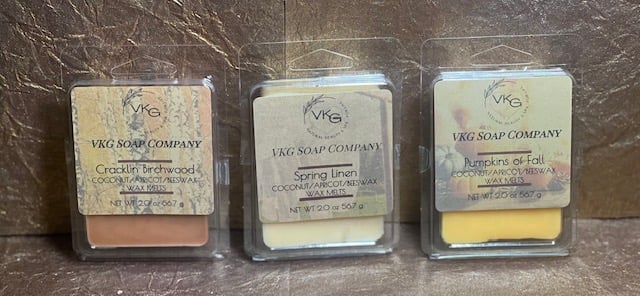 VKG
VKG SOAP COMPANY
Cracklin Birchwood
COCONUT/APRICOT/BEESWAX
WAX MELTS
NET WT 2.0 oz 56.7 g
VKG
VKG SOAP COMPANY
Spring Linen
COCONUT/APRICOT/BEESWAX
WAX MELTS
NET WT 2.0 oz 56.7 g
VKG
VKG SOAP COMPANY
Pumpkins of Fall
COCONUT/APRICOT/BEESWAX
WAX MELTS
NET WT 2.0 oz 56.7 g